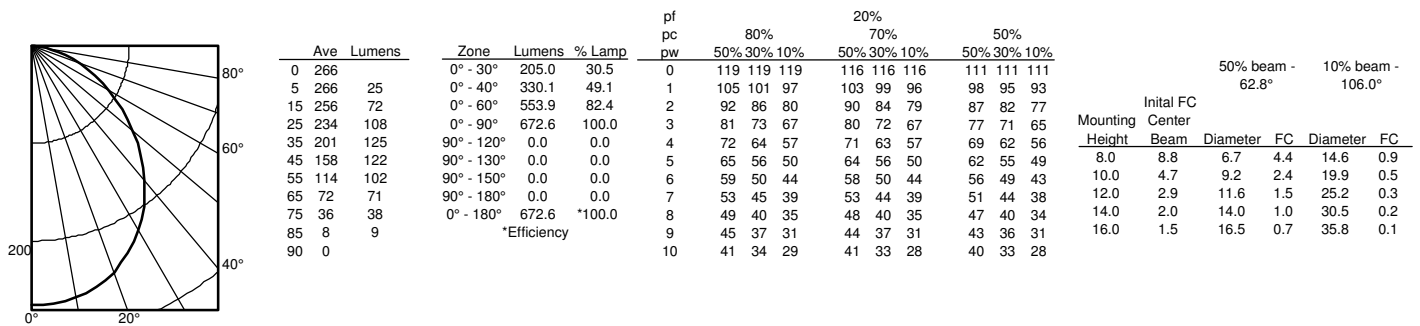 80°
60°
40°
200
0° 20°
Ave Lumens
0 266
5 266 25
15 256 72
25 234 108
35 201 125
45 158 122
55 114 102
65 72 71
75 36 38
85 8 9
90 0
Zone Lumens % Lamp
0° - 30° 205.0 30.5
0° - 40° 330.1 49.1
0° - 60° 553.9 82.4
0° - 90° 672.6 100.0
90° - 120° 0.0 0.0
90° - 130° 0.0 0.0
90° - 150° 0.0 0.0
90° - 180° 0.0 0.0
0° - 180° 672.6 *100.0
*Efficiency
pf 20%
pc 80% 70% 50%
pw 50% 30% 10% 50% 30% 10% 50% 30% 10%
0 119 119 119 116 116 116 111 111 111
1 105 101 97 103 99 96 98 95 93
2 92 86 80 90 84 79 87 82 77
3 81 73 67 80 72 67 77 71 65
4 72 64 57 71 63 57 69 62 56
5 65 56 50 64 56 50 62 55 49
6 59 50 44 58 50 44 56 49 43
7 53 45 39 53 44 39 51 44 38
8 49 40 35 48 40 35 47 40 34
9 45 37 31 44 37 31 43 36 31
10 41 34 29 41 33 28 40 33 28
50% beam - 10% beam -
62.8° 106.0°
Inital FC
Mounting Center
Height Beam Diameter FC Diameter FC
8.0 8.8 6.7 4.4 14.6 0.9
10.0 4.7 9.2 2.4 19.9 0.5
12.0 2.9 11.6 1.5 25.2 0.3
14.0 2.0 14.0 1.0 30.5 0.2
16.0 1.5 16.5 0.7 35.8 0.1